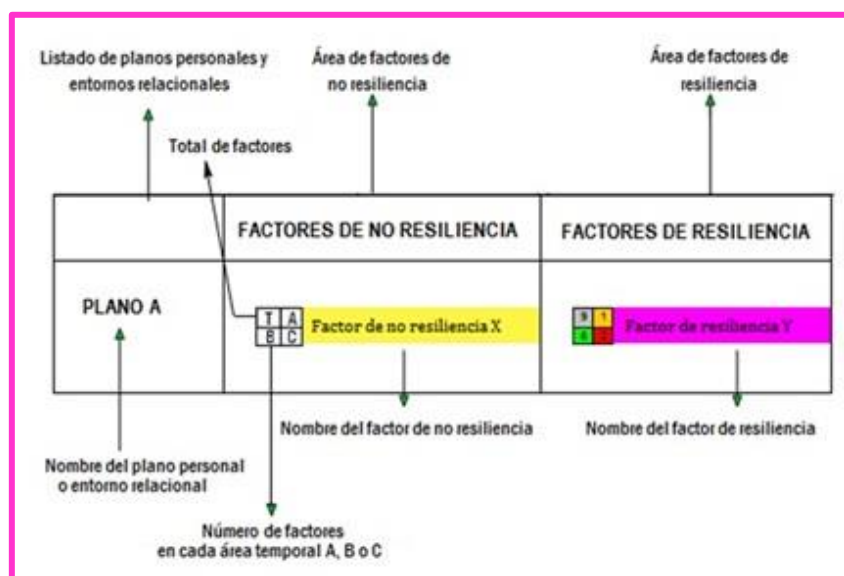 Listado de planos personales y
entornos relacionales
Área de factores de
no resiliencia
Área de factores de
resiliencia
Total de factores
FACTORES DE NO RESILIENCIA
FACTORES DE RESILIENCIA
PLANO A
T A
B C
Factor de no resiliencia X
9 1
Factor de resiliencia Y
Nombre del factor de no resiliencia
Nombre del factor de resiliencia
Nombre del plano personal
o entorno relacional
Número de factores
en cada área temporal A, B o C